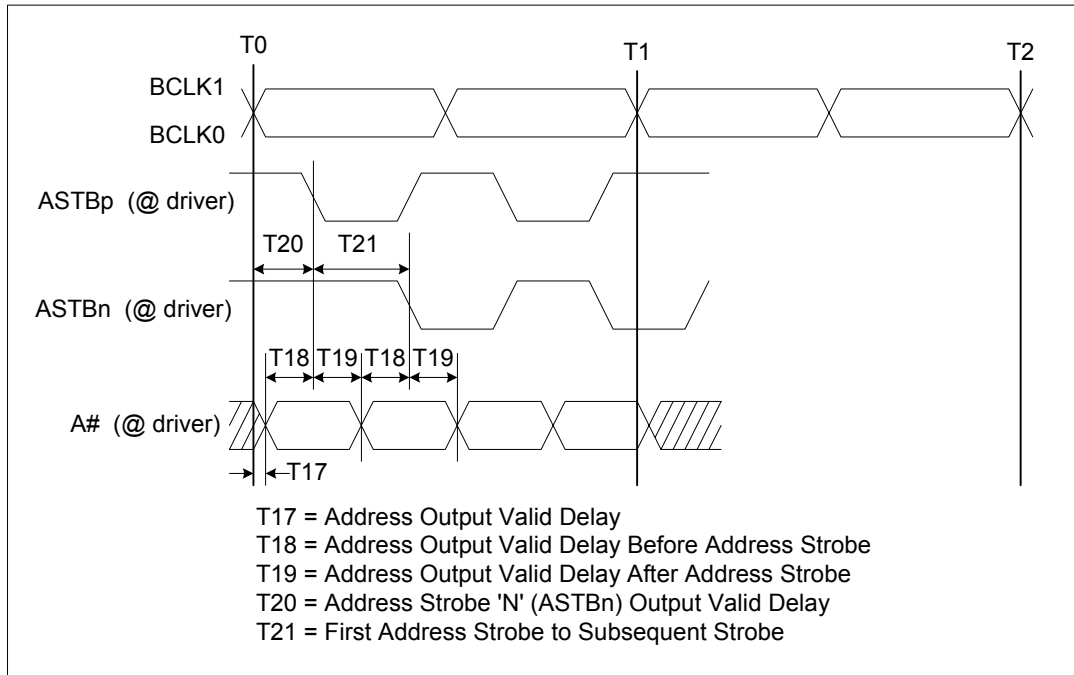 T0 T1 T2
BCLK1
BCLK0
ASTBp (@ driver)
T20 T21
ASTBn (@ driver)
T18 T19 T18 T19
A# (@ driver)
T17
T17 = Address Output Valid Delay
T18 = Address Output Valid Delay Before Address Strobe
T19 = Address Output Valid Delay After Address Strobe
T20 = Address Strobe 'N' (ASTBn) Output Valid Delay
T21 = First Address Strobe to Subsequent Strobe